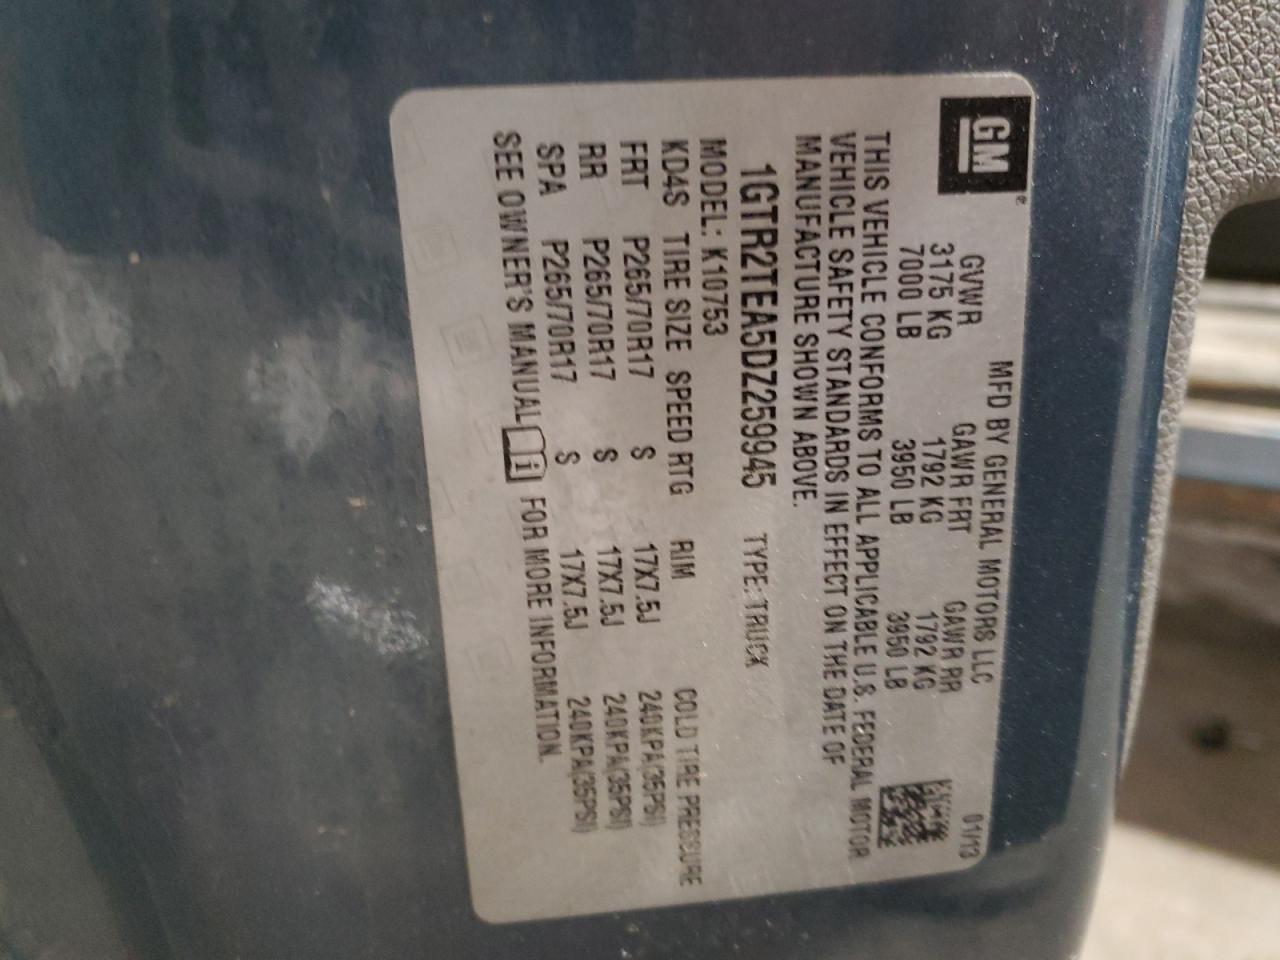 GM
MFD BY GENERAL MOTORS LLC 01/13
GVWR GAWR FRT GAWR RR
3175 KG 1792 KG 1792 KG
7000 LB 3950 LB 3950 LB
THIS VEHICLE CONFORMS TO ALL APPLICABLE U.S. FEDERAL MOTOR
VEHICLE SAFETY STANDARDS IN EFFECT ON THE DATE OF
MANUFACTURE SHOWN ABOVE.
1GTR2TEA5DZ259945 TYPE: TRUCK
MODEL: K10753
KD4S TIRE SIZE SPEED RTG RIM COLD TIRE PRESSURE
FRT P265/70R17 S 17X7.5J 240KPA(35PSI)
RR P265/70R17 S 17X7.5J 240KPA(35PSI)
SPA P265/70R17 S 17X7.5J 240KPA(35PSI)
SEE OWNER'S MANUAL i FOR MORE INFORMATION.